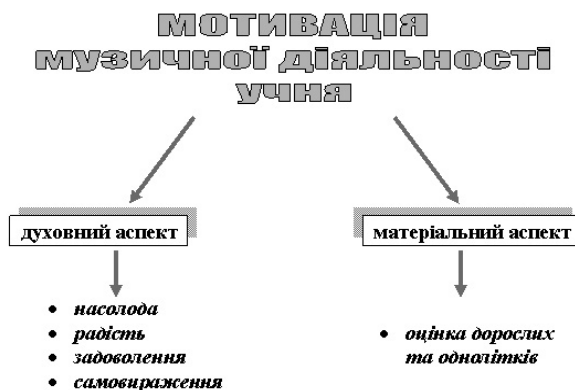 МОТИВАЦІЯ
музичної діяльності
учня
духовний аспект
матеріальний аспект
• насолода
• радість
• задоволення
• самовираження
• оцінка дорослих
та однолітків